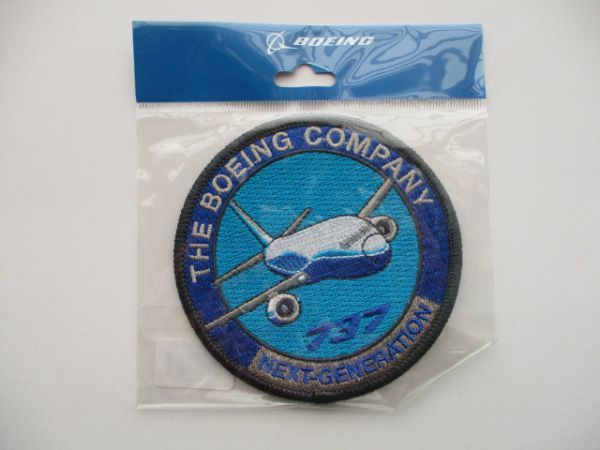 BOEING
THE BOEING COMPANY
737
NEXT-GENERATION